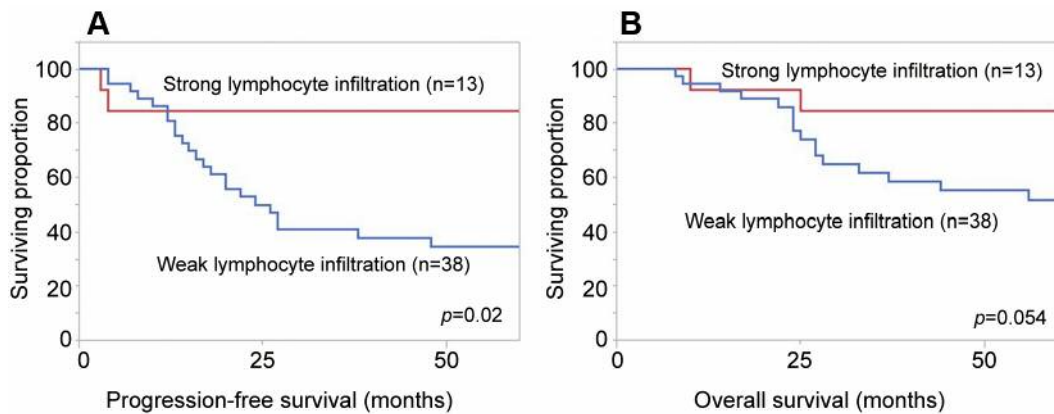 A
Surviving proportion
100
80
60
40
20
0
Strong lymphocyte infiltration (n=13)
Weak lymphocyte infiltration (n=38)
p=0.02
0 25 50
Progression-free survival (months)
B
Surviving proportion
100
80
60
40
20
0
Strong lymphocyte infiltration (n=13)
Weak lymphocyte infiltration (n=38)
p=0.054
0 25 50
Overall survival (months)